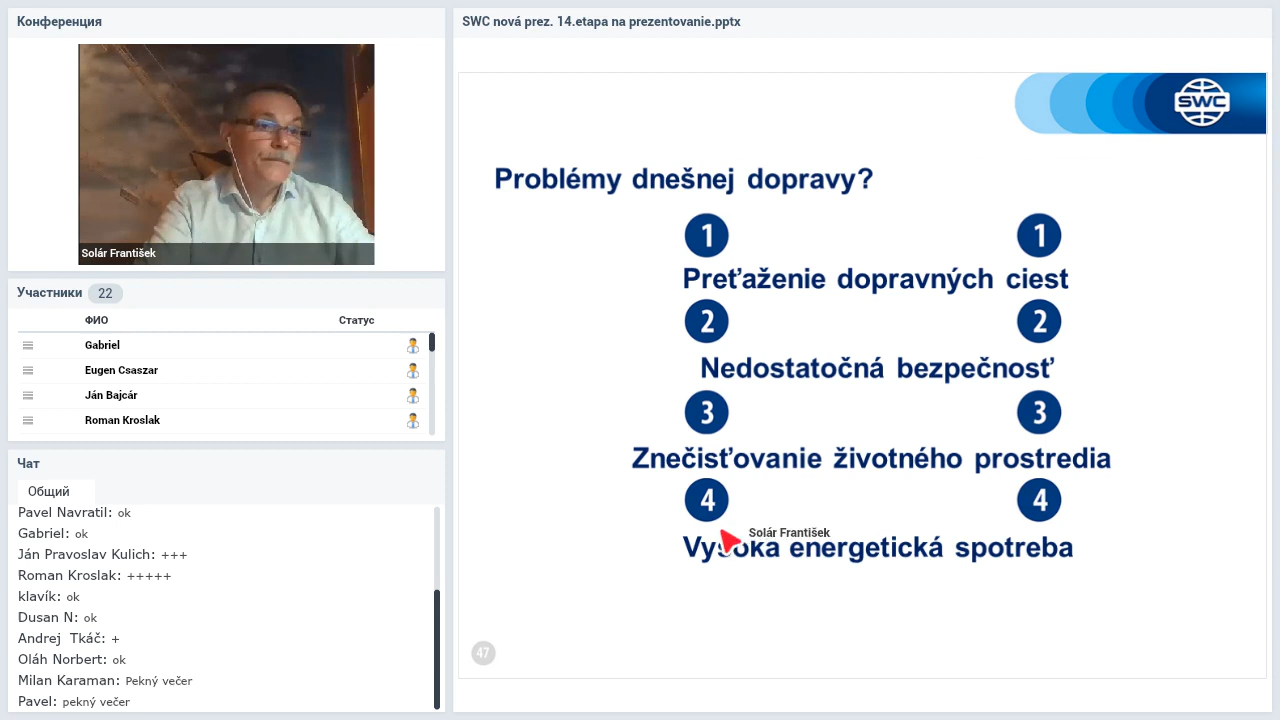 Конференция
Solár František
Участники 22
ФИО Статус
Gabriel
Eugen Csaszar
Ján Bajcár
Roman Kroslak
Чат
Общий
Pavel Navratil: ok
Gabriel: ok
Ján Pravoslav Kulich: +++
Roman Kroslak: +++++
klavík: ok
Dusan N: ok
Andrej Tkáč: +
Oláh Norbert: ok
Milan Karaman: Pekný večer
Pavel: pekný večer
SWC nová prez. 14.etapa na prezentovanie.pptx
SWC
Problémy dnešnej dopravy?
1 1
Preťaženie dopravných ciest
2 2
Nedostatočná bezpečnosť
3 3
Znečisťovanie životného prostredia
4 4
Solár František
Vysoká energetická spotreba
47